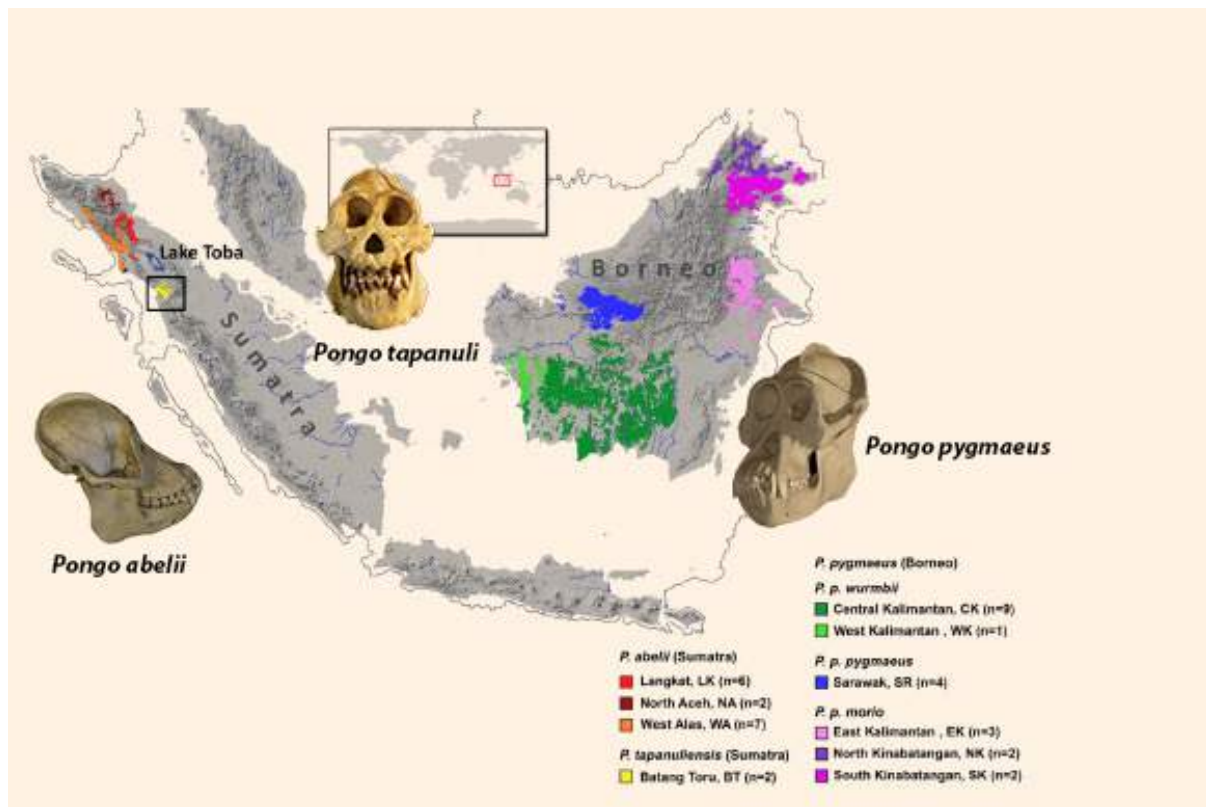 Lake Toba
Borneo
Sumatra
Pongo tapanuli
Pongo pygmaeus
Pongo abelii
P. abelii (Sumatra)
Langkat, LK (n=6)
North Aceh, NA (n=2)
West Alas, WA (n=7)
P. tapanuliensis (Sumatra)
Batang Toru, BT (n=2)
P. pygmaeus (Borneo)
P. p. wurmbii
Central Kalimantan, CK (n=9)
West Kalimantan , WK (n=1)
P. p. pygmaeus
Sarawak, SR (n=4)
P. p. morio
East Kalimantan , EK (n=3)
North Kinabatangan, NK (n=2)
South Kinabatangan, SK (n=2)